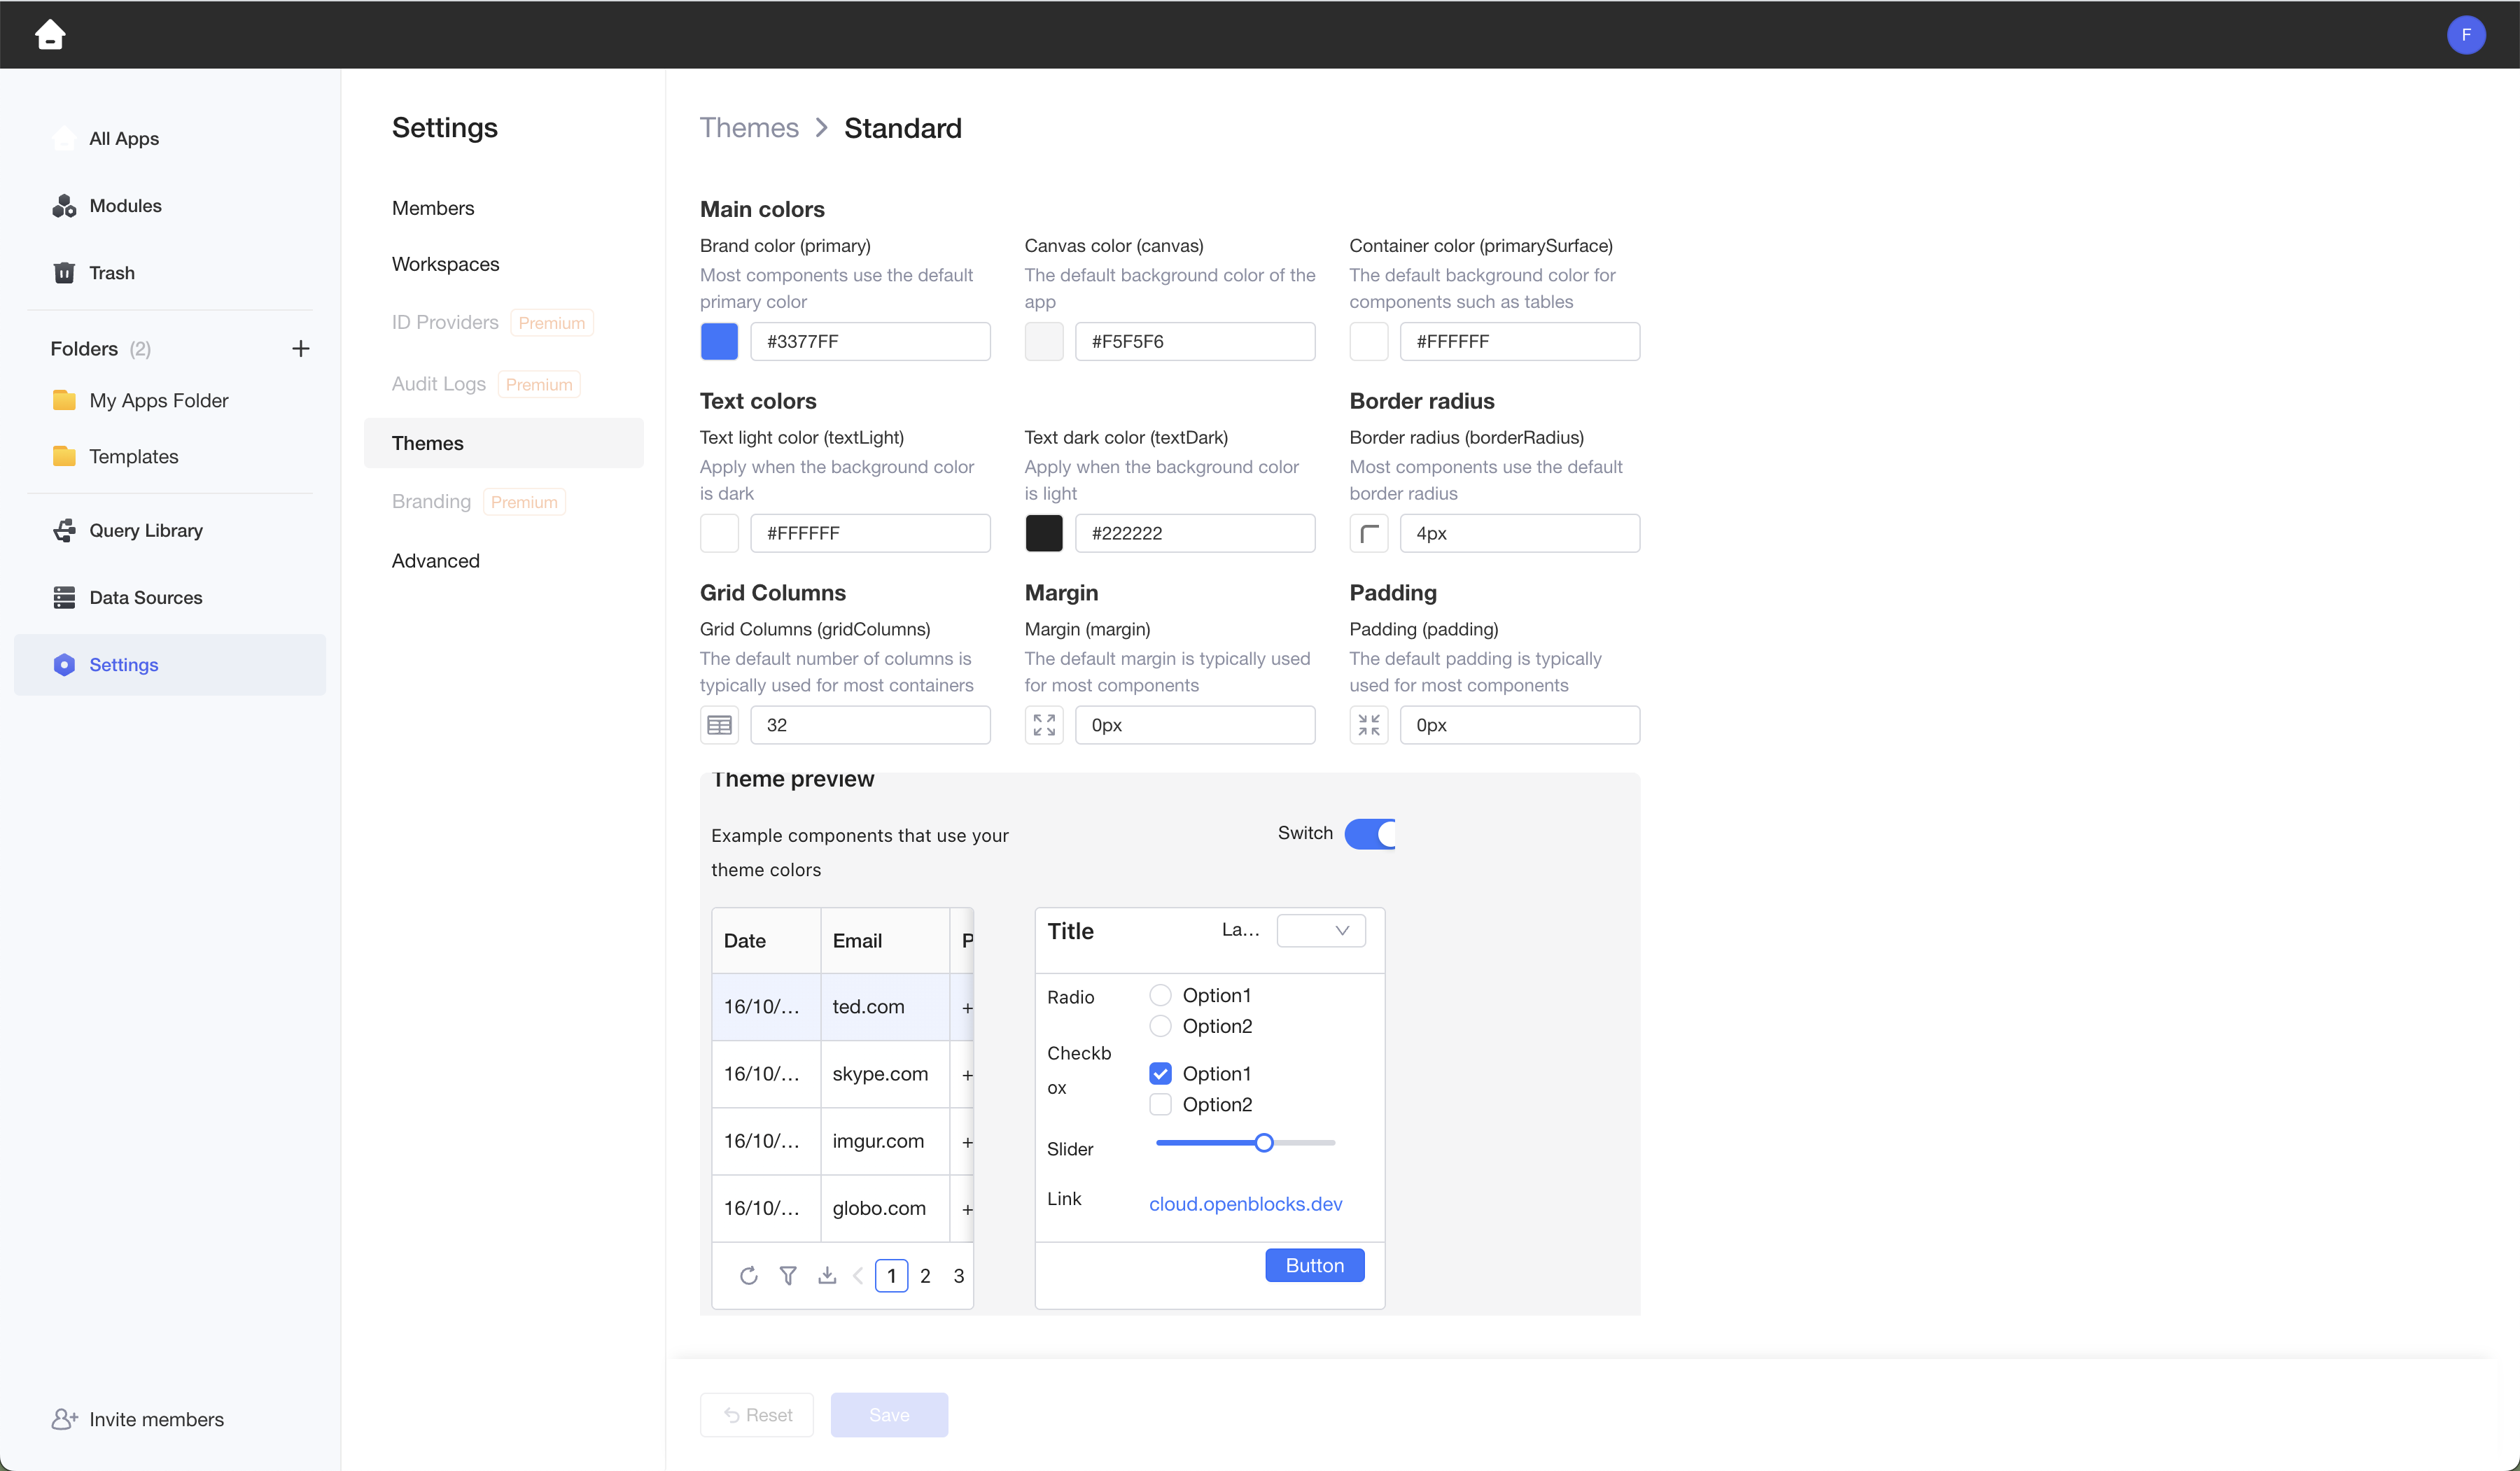 F
All Apps
Modules
Trash
Folders (2)
My Apps Folder
Templates
Query Library
Data Sources
Settings
Invite members
Settings
Members
Workspaces
ID Providers Premium
Audit Logs Premium
Themes
Branding Premium
Advanced
Themes > Standard
Main colors
Brand color (primary)
Most components use the default
primary color
#3377FF
Canvas color (canvas)
The default background color of the
app
#F5F5F6
Container color (primarySurface)
The default background color for
components such as tables
#FFFFFF
Text colors
Text light color (textLight)
Apply when the background color
is dark
#FFFFFF
Text dark color (textDark)
Apply when the background color
is light
#222222
Border radius
Border radius (borderRadius)
Most components use the default
border radius
4px
Grid Columns
Grid Columns (gridColumns)
The default number of columns is
typically used for most containers
32
Margin
Margin (margin)
The default margin is typically used
for most components
0px
Padding
Padding (padding)
The default padding is typically
used for most components
0px
Theme preview
Example components that use your
theme colors
Switch
Date Email P
16/10/... ted.com +
16/10/... skype.com +
16/10/... imgur.com +
16/10/... globo.com +
1 2 3
Title La...
Radio
Option1
Option2
Checkb
ox
Option1
Option2
Slider
Link cloud.openblocks.dev
Button
Reset Save